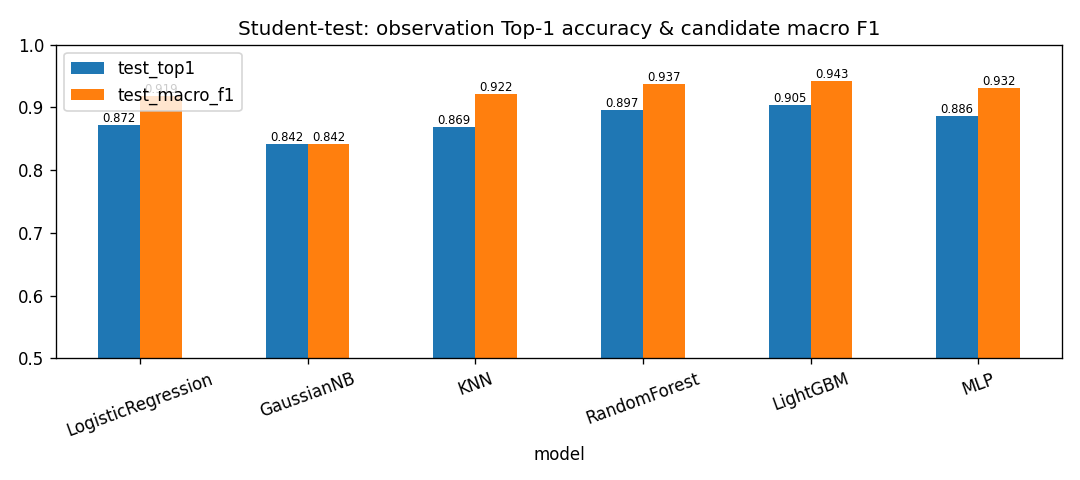 Student-test: observation Top-1 accuracy & candidate macro F1
1.0
0.9
0.8
0.7
0.6
0.5
test_top1
test_macro_f1
0.872
0.919
0.842
0.842
0.869
0.922
0.897
0.937
0.905
0.943
0.886
0.932
LogisticRegression
GaussianNB
KNN
RandomForest
LightGBM
MLP
model